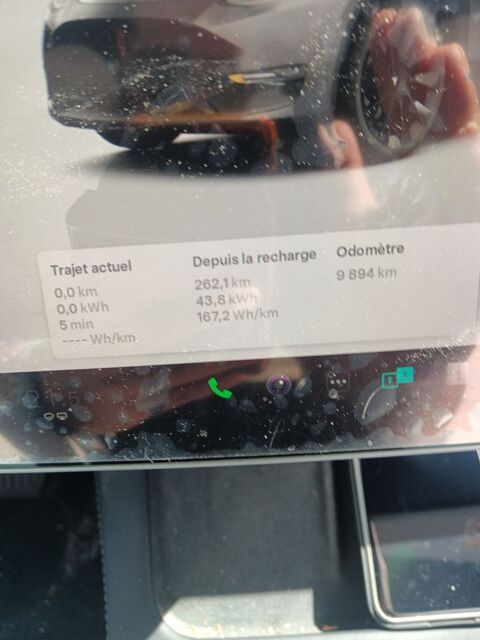 Trajet actuel
0,0 km
0,0 kWh
5 min
---- Wh/km
Depuis la recharge
262,1 km
43,8 kWh
167,2 Wh/km
Odomètre
9 894 km